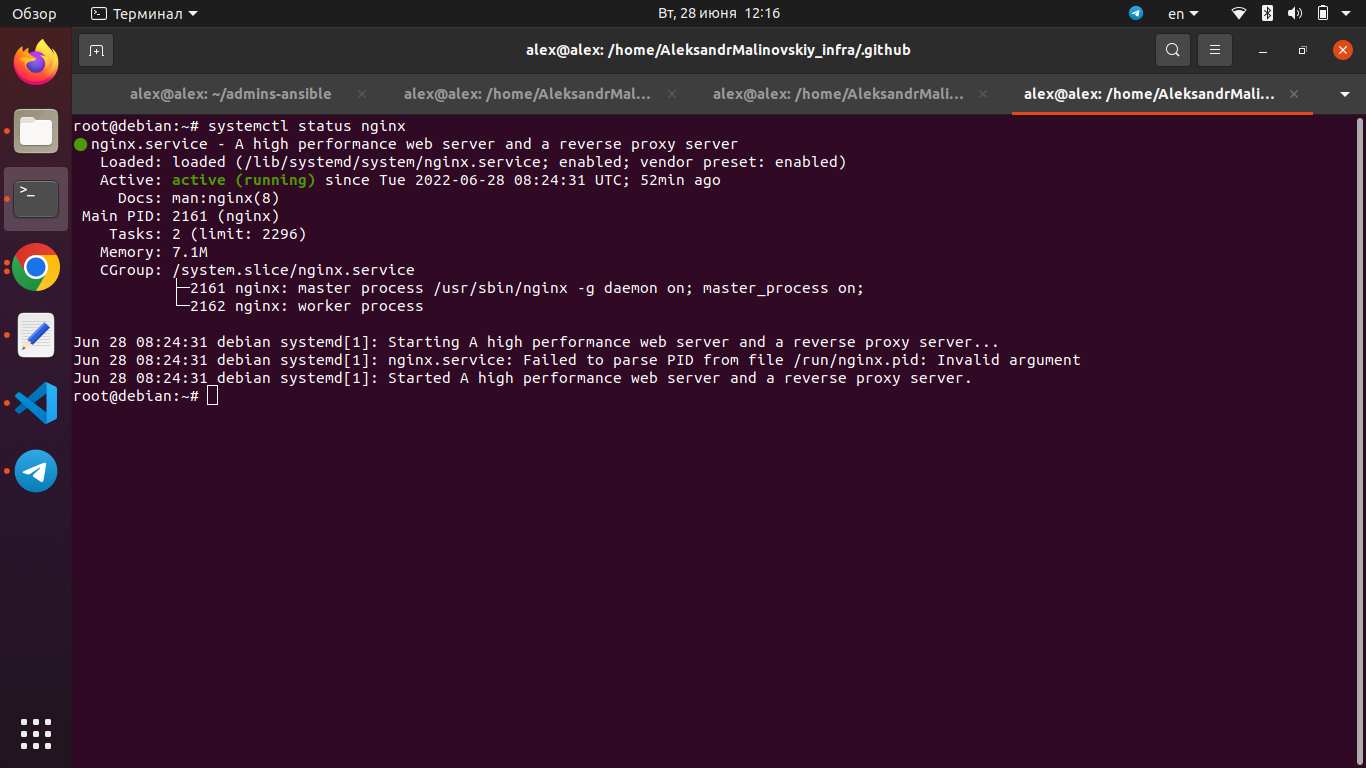 Обзор
Терминал
Вт, 28 июня 12:16
en
alex@alex: /home/AleksandrMalinovskiy_infra/.github
alex@alex: ~/admins-ansible
alex@alex: /home/AleksandrMal...
alex@alex: /home/AleksandrMali...
alex@alex: /home/AleksandrMali...
root@debian:~# systemctl status nginx
nginx.service - A high performance web server and a reverse proxy server
Loaded: loaded (/lib/systemd/system/nginx.service; enabled; vendor preset: enabled)
Active: active (running) since Tue 2022-06-28 08:24:31 UTC; 52min ago
Docs: man:nginx(8)
Main PID: 2161 (nginx)
Tasks: 2 (limit: 2296)
Memory: 7.1M
CGroup: /system.slice/nginx.service
├─2161 nginx: master process /usr/sbin/nginx -g daemon on; master_process on;
└─2162 nginx: worker process
Jun 28 08:24:31 debian systemd[1]: Starting A high performance web server and a reverse proxy server...
Jun 28 08:24:31 debian systemd[1]: nginx.service: Failed to parse PID from file /run/nginx.pid: Invalid argument
Jun 28 08:24:31 debian systemd[1]: Started A high performance web server and a reverse proxy server.
root@debian:~#